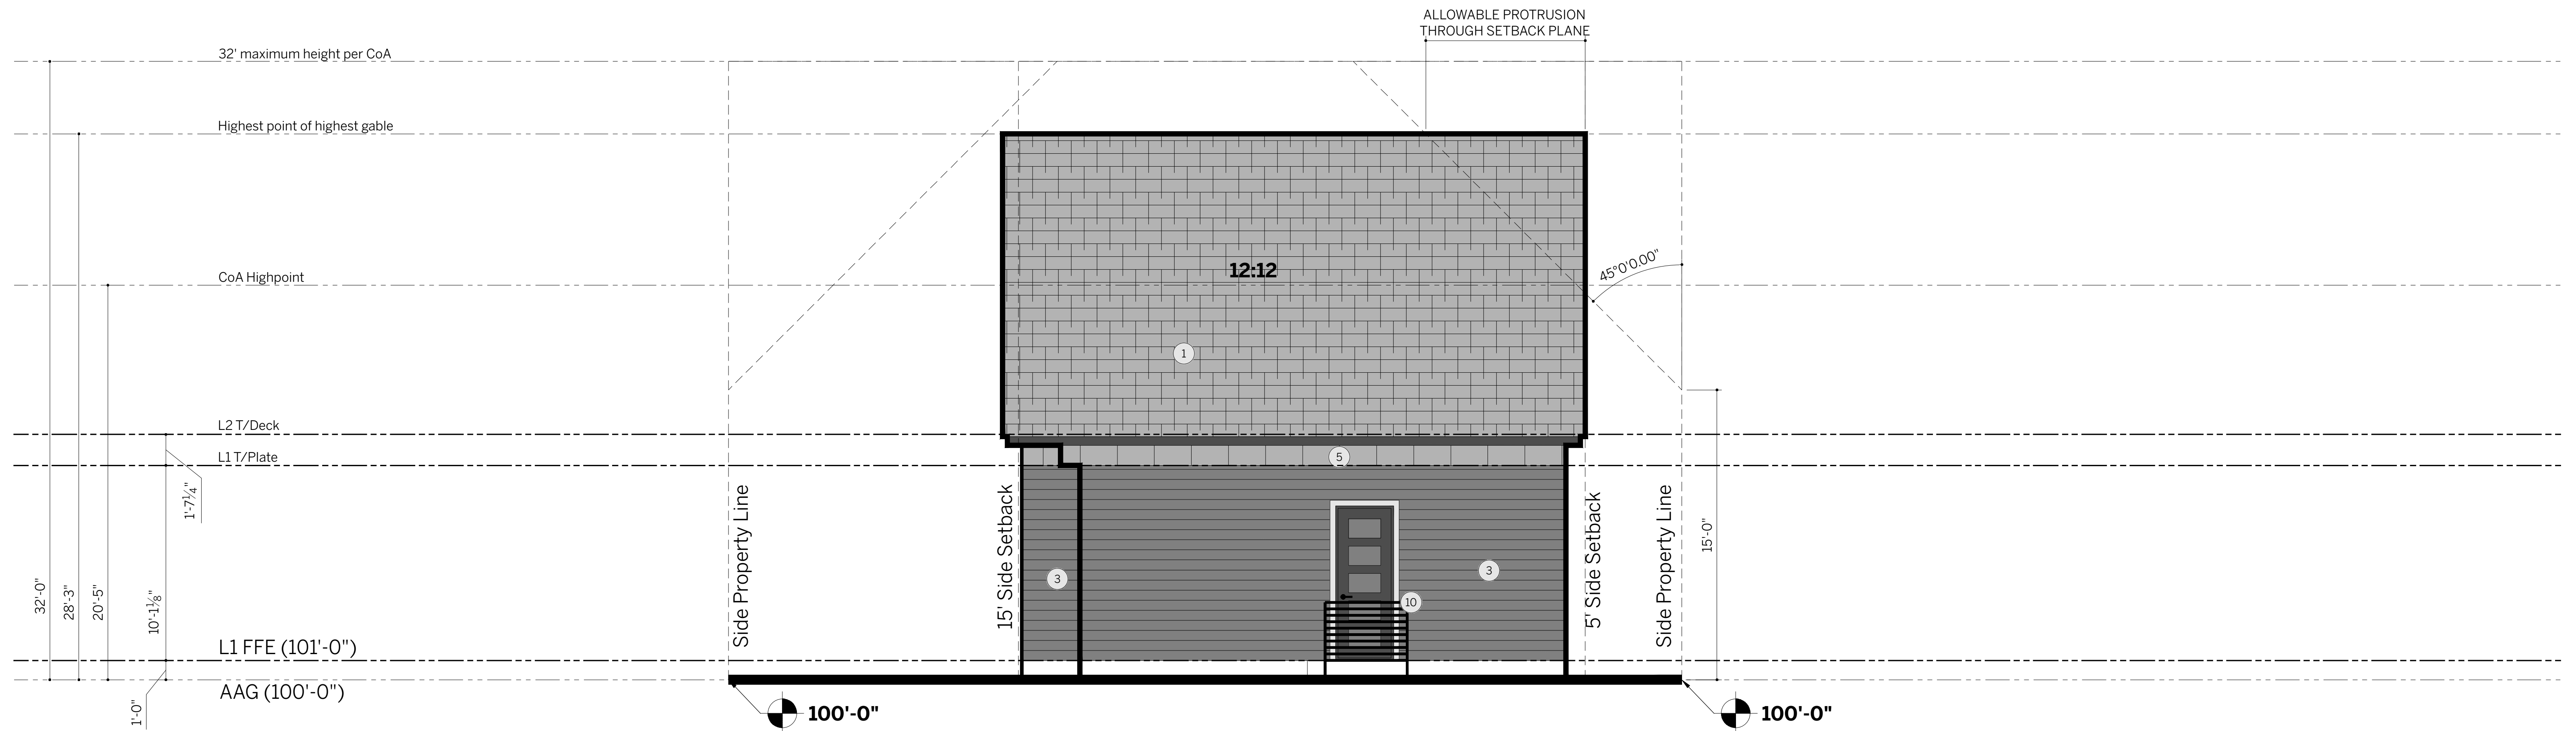 ALLOWABLE PROTRUSION
THROUGH SETBACK PLANE
32' maximum height per CoA
Highest point of highest gable
CoA Highpoint
12:12
45°0'0.00"
1
L2 T/Deck
L1 T/Plate
5
1'-7¼"
Side Property Line
15' Side Setback
5' Side Setback
Side Property Line
15'-0"
3
3
10
32'-0"
28'-3"
20'-5"
10'-1⅛"
L1 FFE (101'-0")
AAG (100'-0")
1'-0"
100'-0"
100'-0"